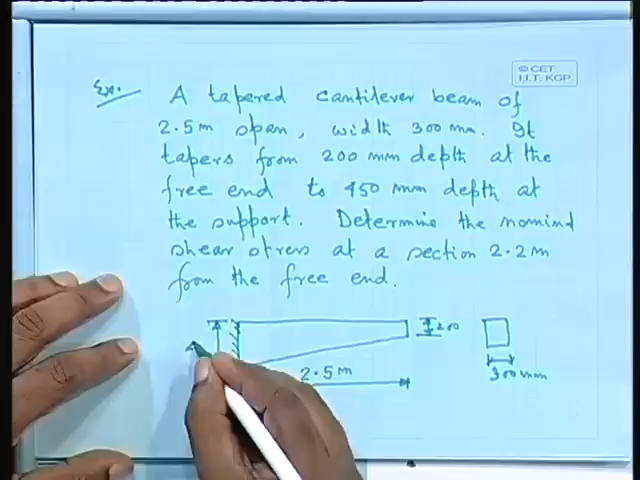 © CET
I.I.T. KGP
Ex.
A tapered cantilever beam of
2.5m span, width 300 mm. It
tapers from 200 mm depth at the
free end to 450 mm depth at
the support. Determine the nominal
shear stress at a section 2.2m
from the free end.
200
2.5m
300mm